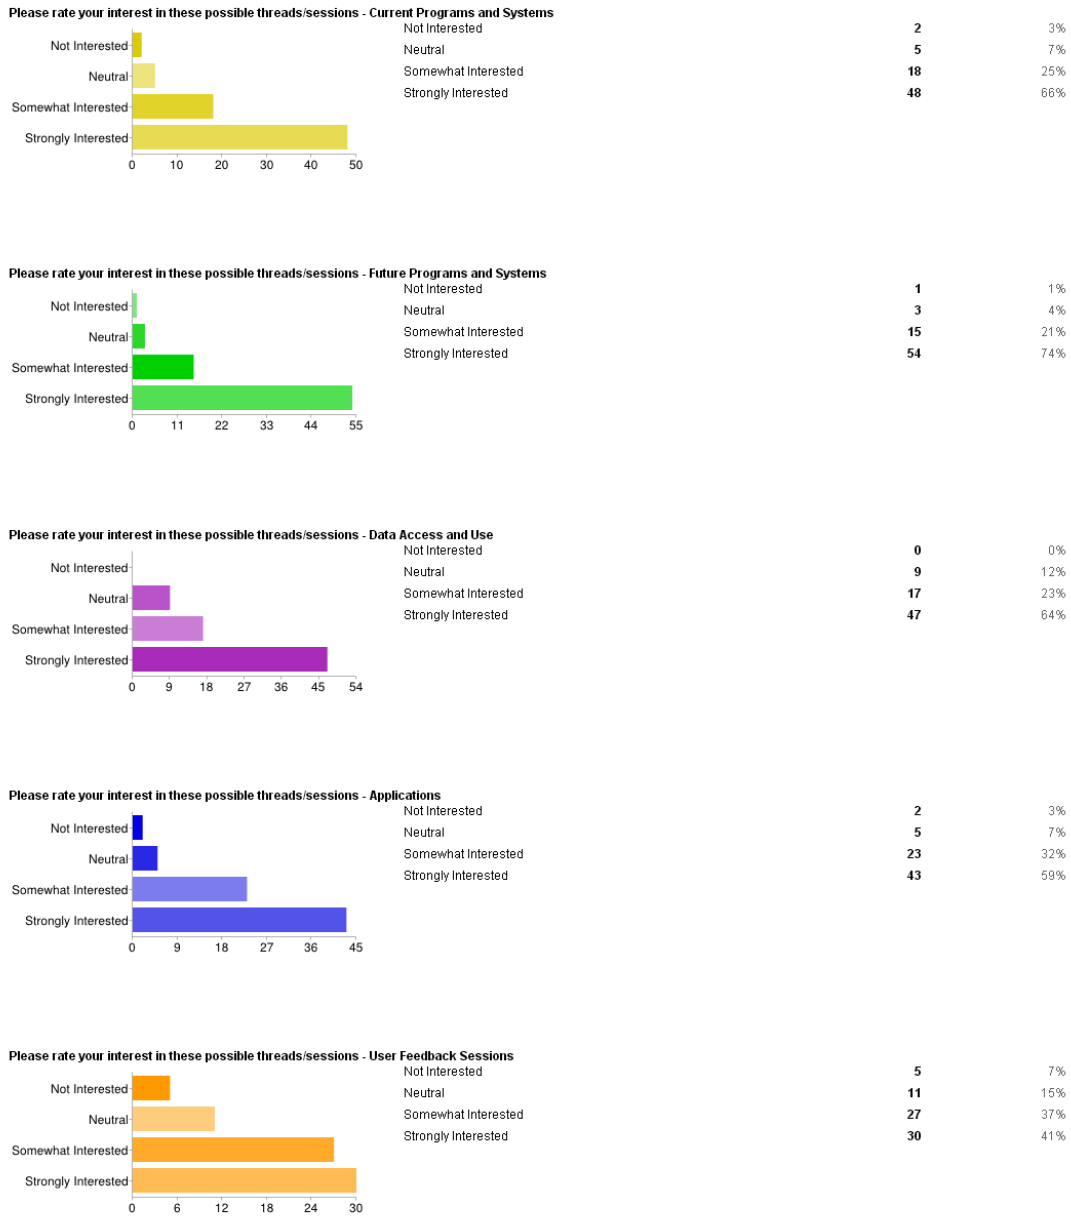 Please rate your interest in these possible threads/sessions - Current Programs and Systems
Not Interested 2 3%
Neutral 5 7%
Somewhat Interested 18 25%
Strongly Interested 48 66%
Not Interested
Neutral
Somewhat Interested
Strongly Interested
0 10 20 30 40 50
Please rate your interest in these possible threads/sessions - Future Programs and Systems
Not Interested 1 1%
Neutral 3 4%
Somewhat Interested 15 21%
Strongly Interested 54 74%
Not Interested
Neutral
Somewhat Interested
Strongly Interested
0 11 22 33 44 55
Please rate your interest in these possible threads/sessions - Data Access and Use
Not Interested 0 0%
Neutral 9 12%
Somewhat Interested 17 23%
Strongly Interested 47 64%
Not Interested
Neutral
Somewhat Interested
Strongly Interested
0 9 18 27 36 45 54
Please rate your interest in these possible threads/sessions - Applications
Not Interested 2 3%
Neutral 5 7%
Somewhat Interested 23 32%
Strongly Interested 43 59%
Not Interested
Neutral
Somewhat Interested
Strongly Interested
0 9 18 27 36 45
Please rate your interest in these possible threads/sessions - User Feedback Sessions
Not Interested 5 7%
Neutral 11 15%
Somewhat Interested 27 37%
Strongly Interested 30 41%
Not Interested
Neutral
Somewhat Interested
Strongly Interested
0 6 12 18 24 30